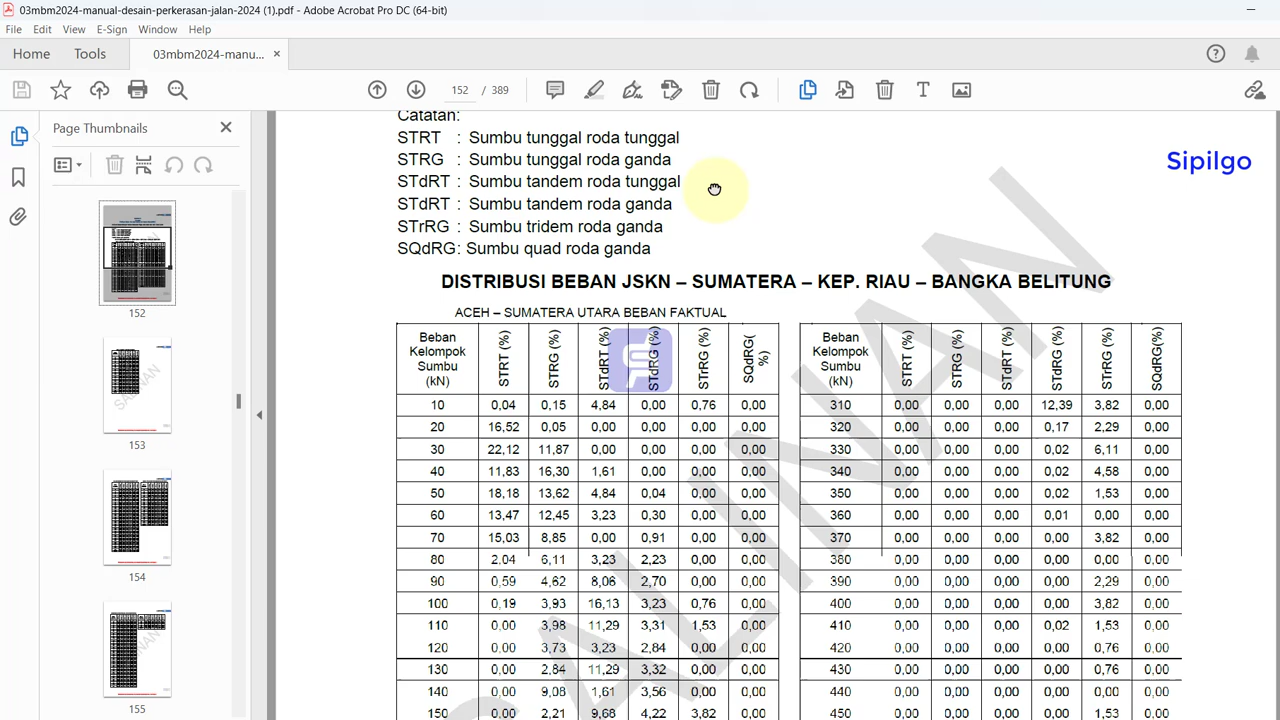 03mbm2024-manual-desain-perkerasan-jalan-2024 (1).pdf - Adobe Acrobat Pro DC (64-bit)
File Edit View E-Sign Window Help
Home Tools 03mbm2024-manu... ×
152 / 389
Page Thumbnails
152
153
154
155
Sipilgo
Catatan:
STRT : Sumbu tunggal roda tunggal
STRG : Sumbu tunggal roda ganda
STdRT : Sumbu tandem roda tunggal
STdRT : Sumbu tandem roda ganda
STrRG : Sumbu tridem roda ganda
SQdRG: Sumbu quad roda ganda
DISTRIBUSI BEBAN JSKN – SUMATERA – KEP. RIAU – BANGKA BELITUNG
ACEH – SUMATERA UTARA BEBAN FAKTUAL
Beban Kelompok Sumbu (kN) STRT (%) STRG (%) STdRT (%) STdRG (%) STrRG (%) SQdRG( %) Beban Kelompok Sumbu (kN) STRT (%) STRG (%) STdRT (%) STdRG (%) STrRG (%) SQdRG(%)
10 0,04 0,15 4,84 0,00 0,76 0,00 310 0,00 0,00 0,00 12,39 3,82 0,00
20 16,52 0,05 0,00 0,00 0,00 0,00 320 0,00 0,00 0,00 0,17 2,29 0,00
30 22,12 11,87 0,00 0,00 0,00 0,00 330 0,00 0,00 0,00 0,02 6,11 0,00
40 11,83 16,30 1,61 0,00 0,00 0,00 340 0,00 0,00 0,00 0,02 4,58 0,00
50 18,18 13,62 4,84 0,04 0,00 0,00 350 0,00 0,00 0,00 0,02 1,53 0,00
60 13,47 12,45 3,23 0,30 0,00 0,00 360 0,00 0,00 0,00 0,01 0,00 0,00
70 15,03 8,85 0,00 0,91 0,00 0,00 370 0,00 0,00 0,00 0,00 3,82 0,00
80 2,04 6,11 3,23 2,23 0,00 0,00 380 0,00 0,00 0,00 0,00 0,00 0,00
90 0,59 4,62 8,06 2,70 0,00 0,00 390 0,00 0,00 0,00 0,00 2,29 0,00
100 0,19 3,93 16,13 3,23 0,76 0,00 400 0,00 0,00 0,00 0,00 3,82 0,00
110 0,00 3,98 11,29 3,31 1,53 0,00 410 0,00 0,00 0,00 0,02 1,53 0,00
120 0,00 3,73 3,23 2,84 0,00 0,00 420 0,00 0,00 0,00 0,00 0,76 0,00
130 0,00 2,84 11,29 3,32 0,00 0,00 430 0,00 0,00 0,00 0,00 0,76 0,00
140 0,00 9,08 1,61 3,56 0,00 0,00 440 0,00 0,00 0,00 0,00 0,00 0,00
150 0,00 2,21 9,68 4,22 3,82 0,00 450 0,00 0,00 0,00 0,00 1,53 0,00
SALINAN